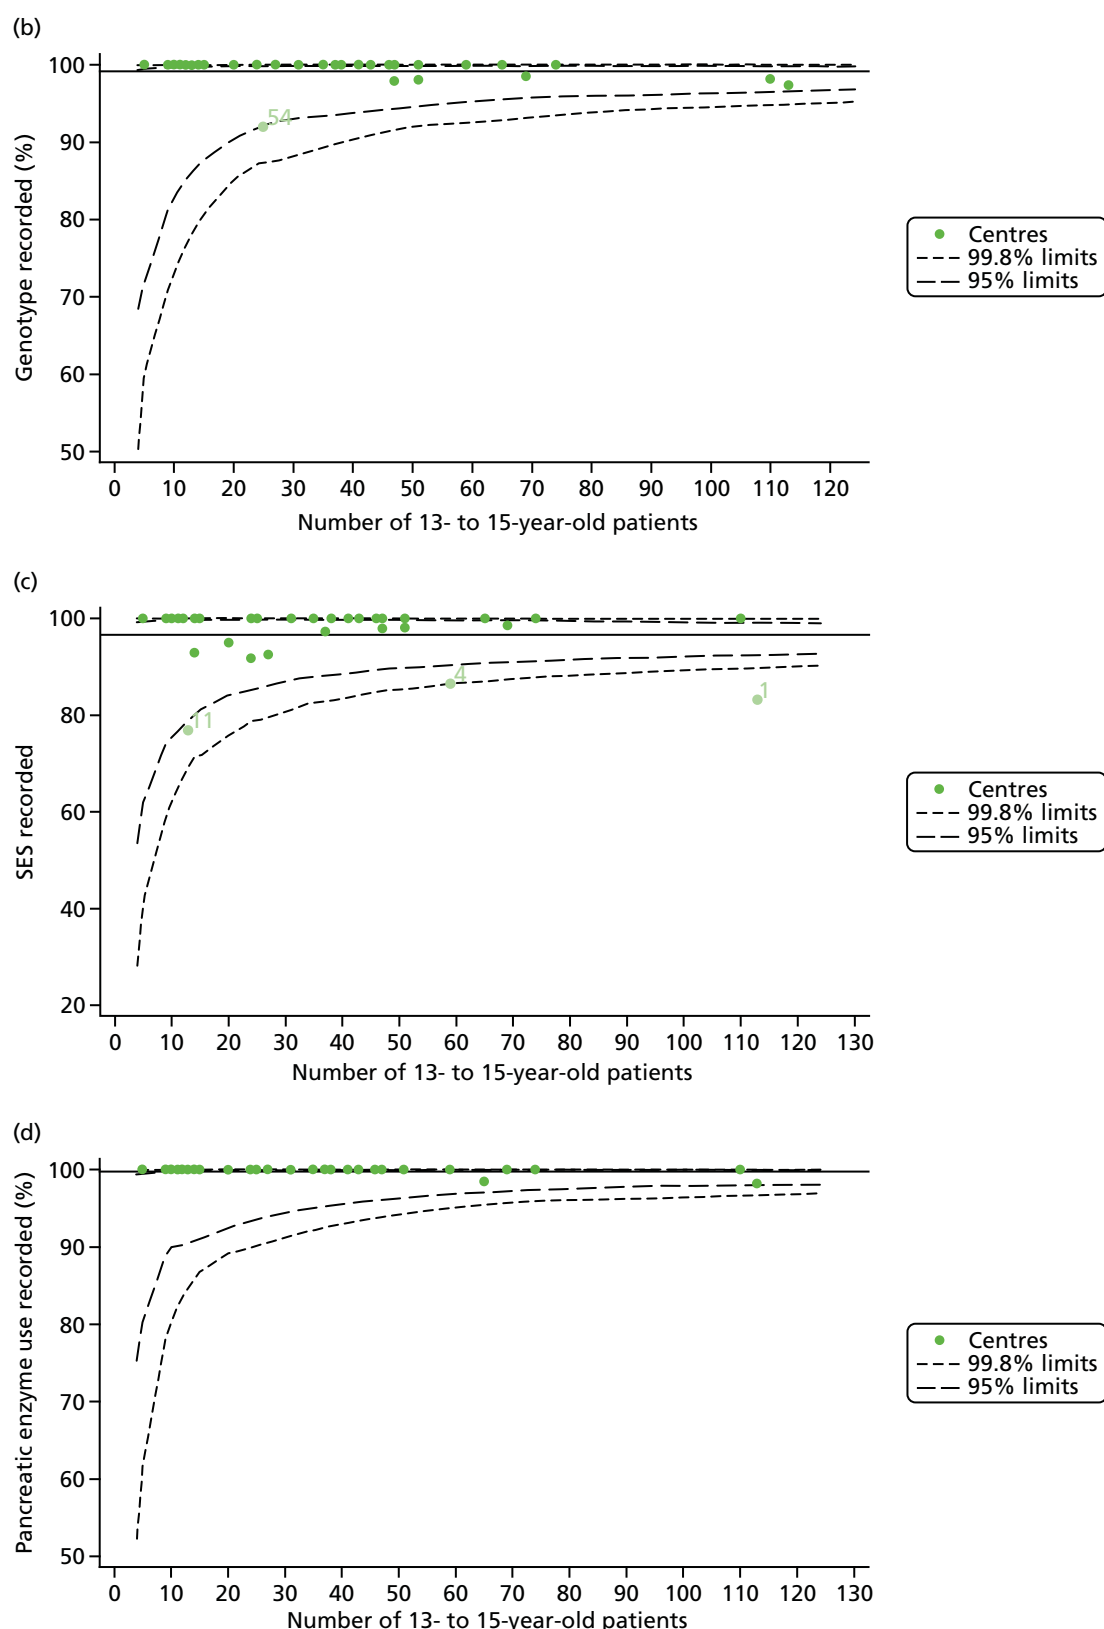 (b)
100
90
80
70
60
50
Genotype recorded (%)
54
0 10 20 30 40 50 60 70 80 90 100 110 120
Number of 13- to 15-year-old patients
Centres
99.8% limits
95% limits
(c)
100
80
60
40
20
SES recorded
11
4
1
0 10 20 30 40 50 60 70 80 90 100 110 120 130
Number of 13- to 15-year-old patients
Centres
99.8% limits
95% limits
(d)
100
90
80
70
60
50
Pancreatic enzyme use recorded (%)
0 10 20 30 40 50 60 70 80 90 100 110 120 130
Number of 13- to 15-year-old patients
Centres
99.8% limits
95% limits